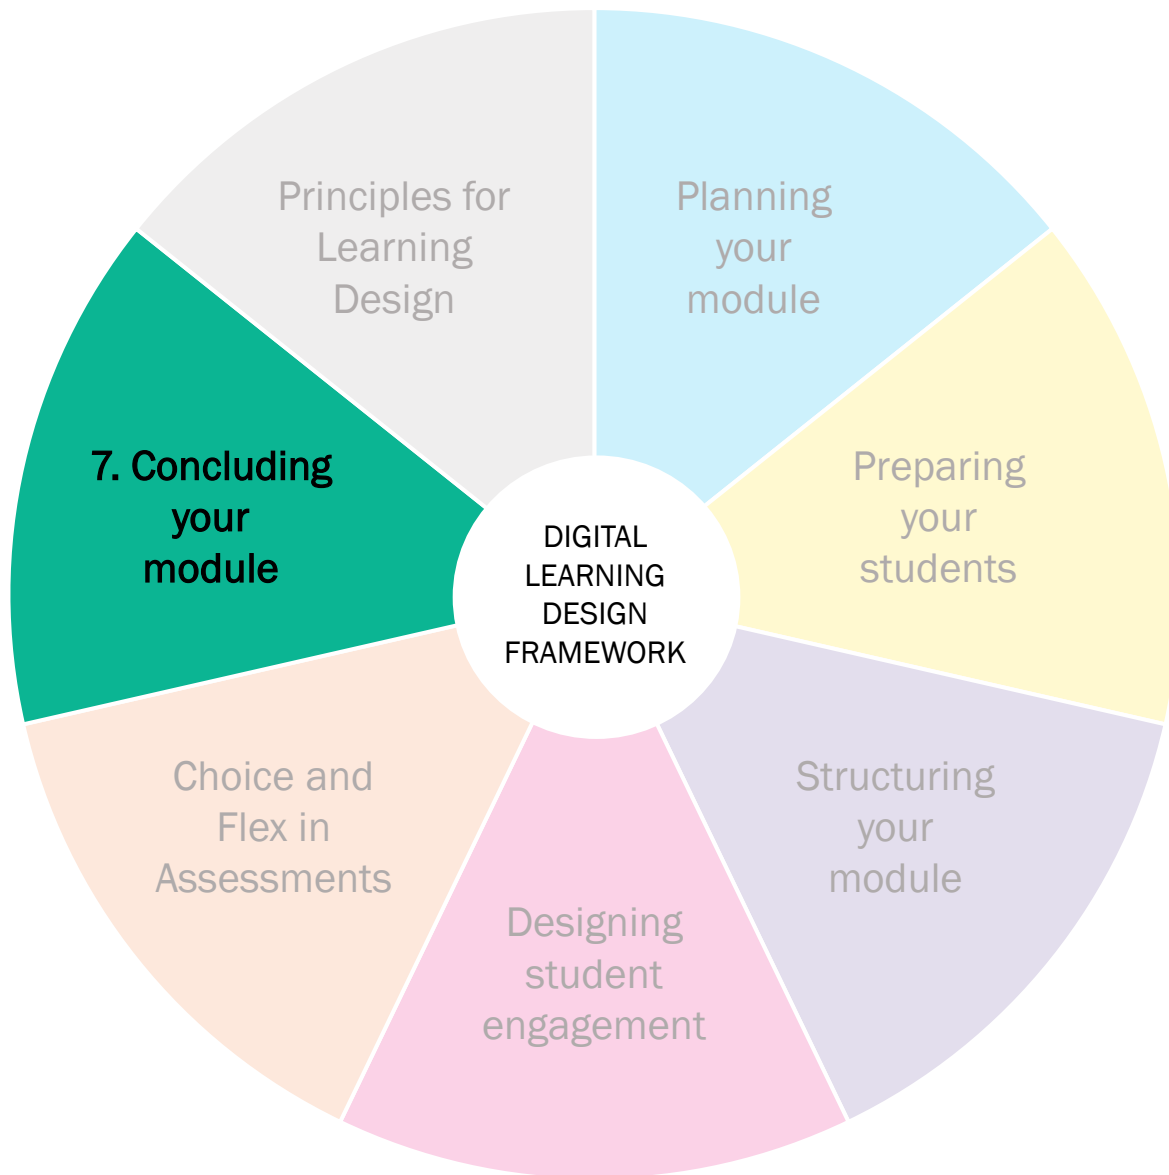 Principles for
Learning
Design
Planning
your
module
7. Concluding
your
module
Preparing
your
students
DIGITAL
LEARNING
DESIGN
FRAMEWORK
Choice and
Flex in
Assessments
Structuring
your
module
Designing
student
engagement